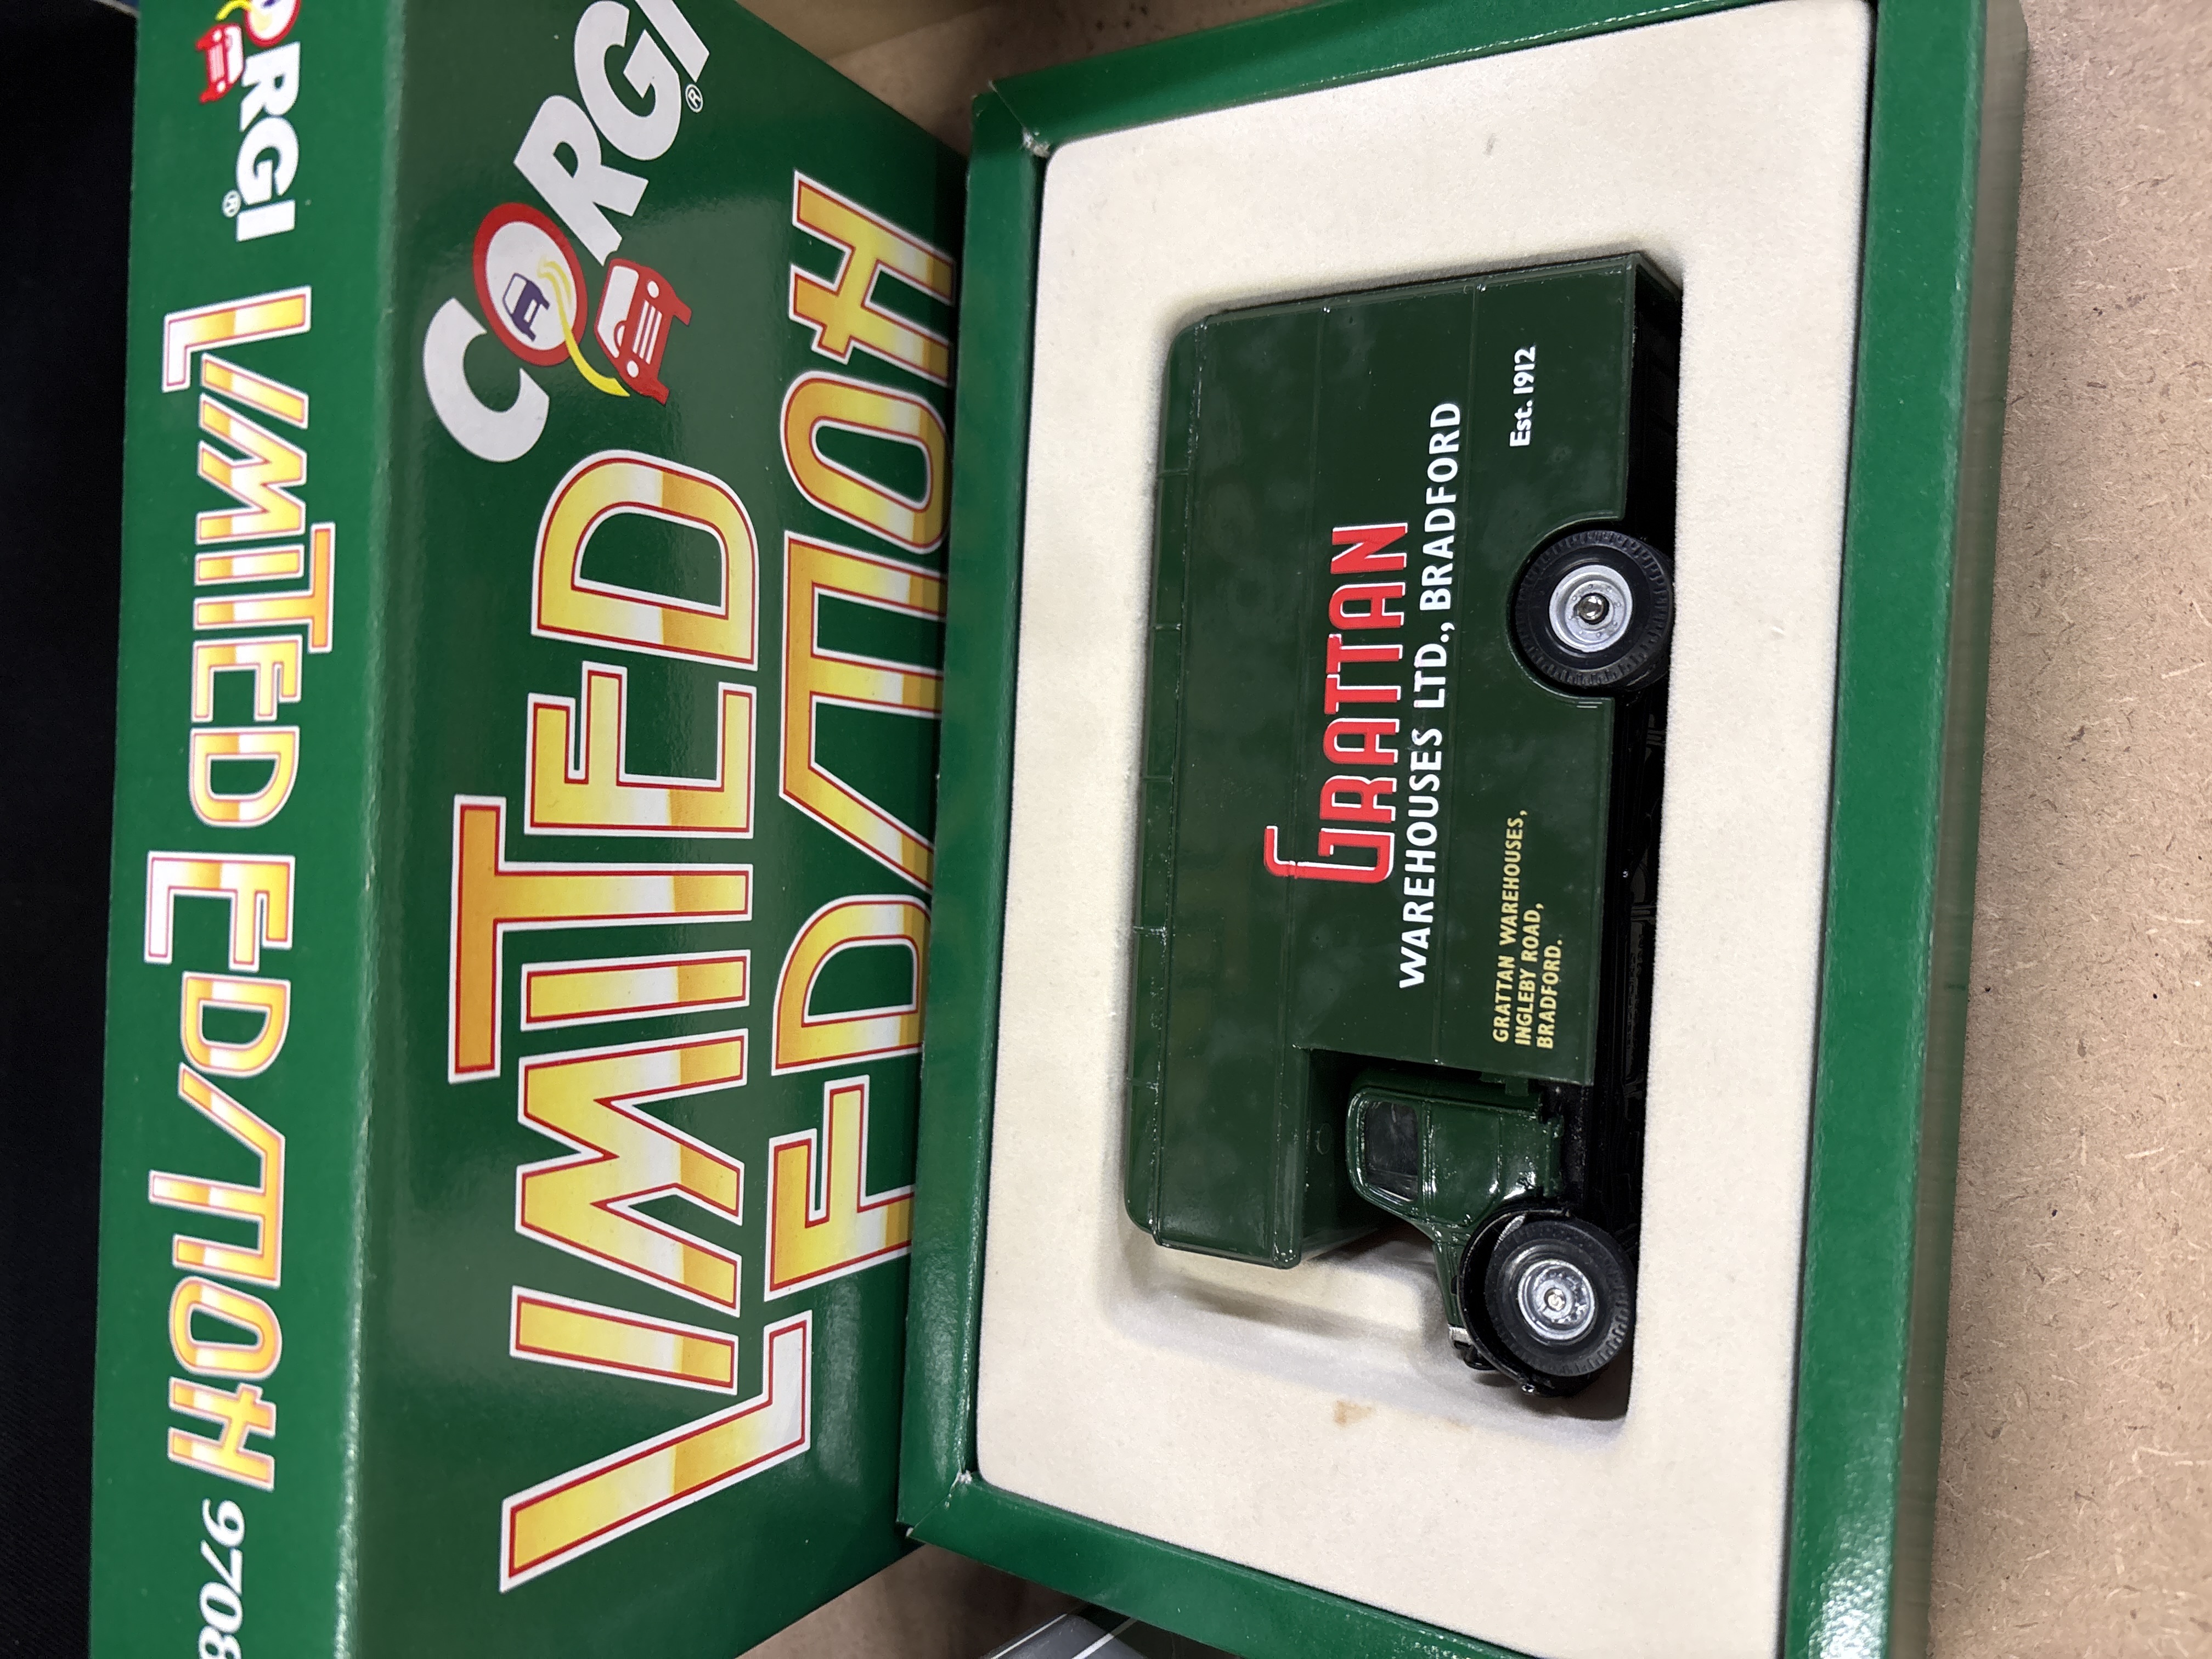 CORGI® LIMITED EDITION 9708
CORGI®
LIMITED
EDITION
GRATTAN
WAREHOUSES LTD., BRADFORD
GRATTAN WAREHOUSES,
INGLEBY ROAD,
BRADFORD.
Est. 1912